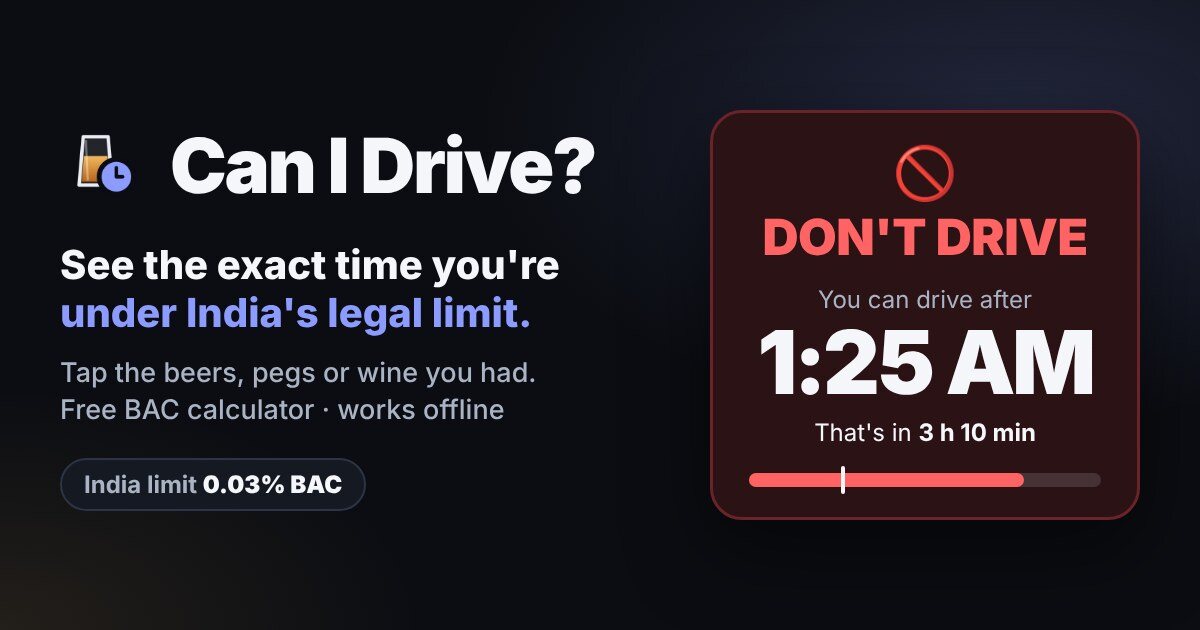 Can I Drive?
See the exact time you're
under India's legal limit.
Tap the beers, pegs or wine you had.
Free BAC calculator · works offline
India limit 0.03% BAC
DON'T DRIVE
You can drive after
1:25 AM
That's in 3 h 10 min